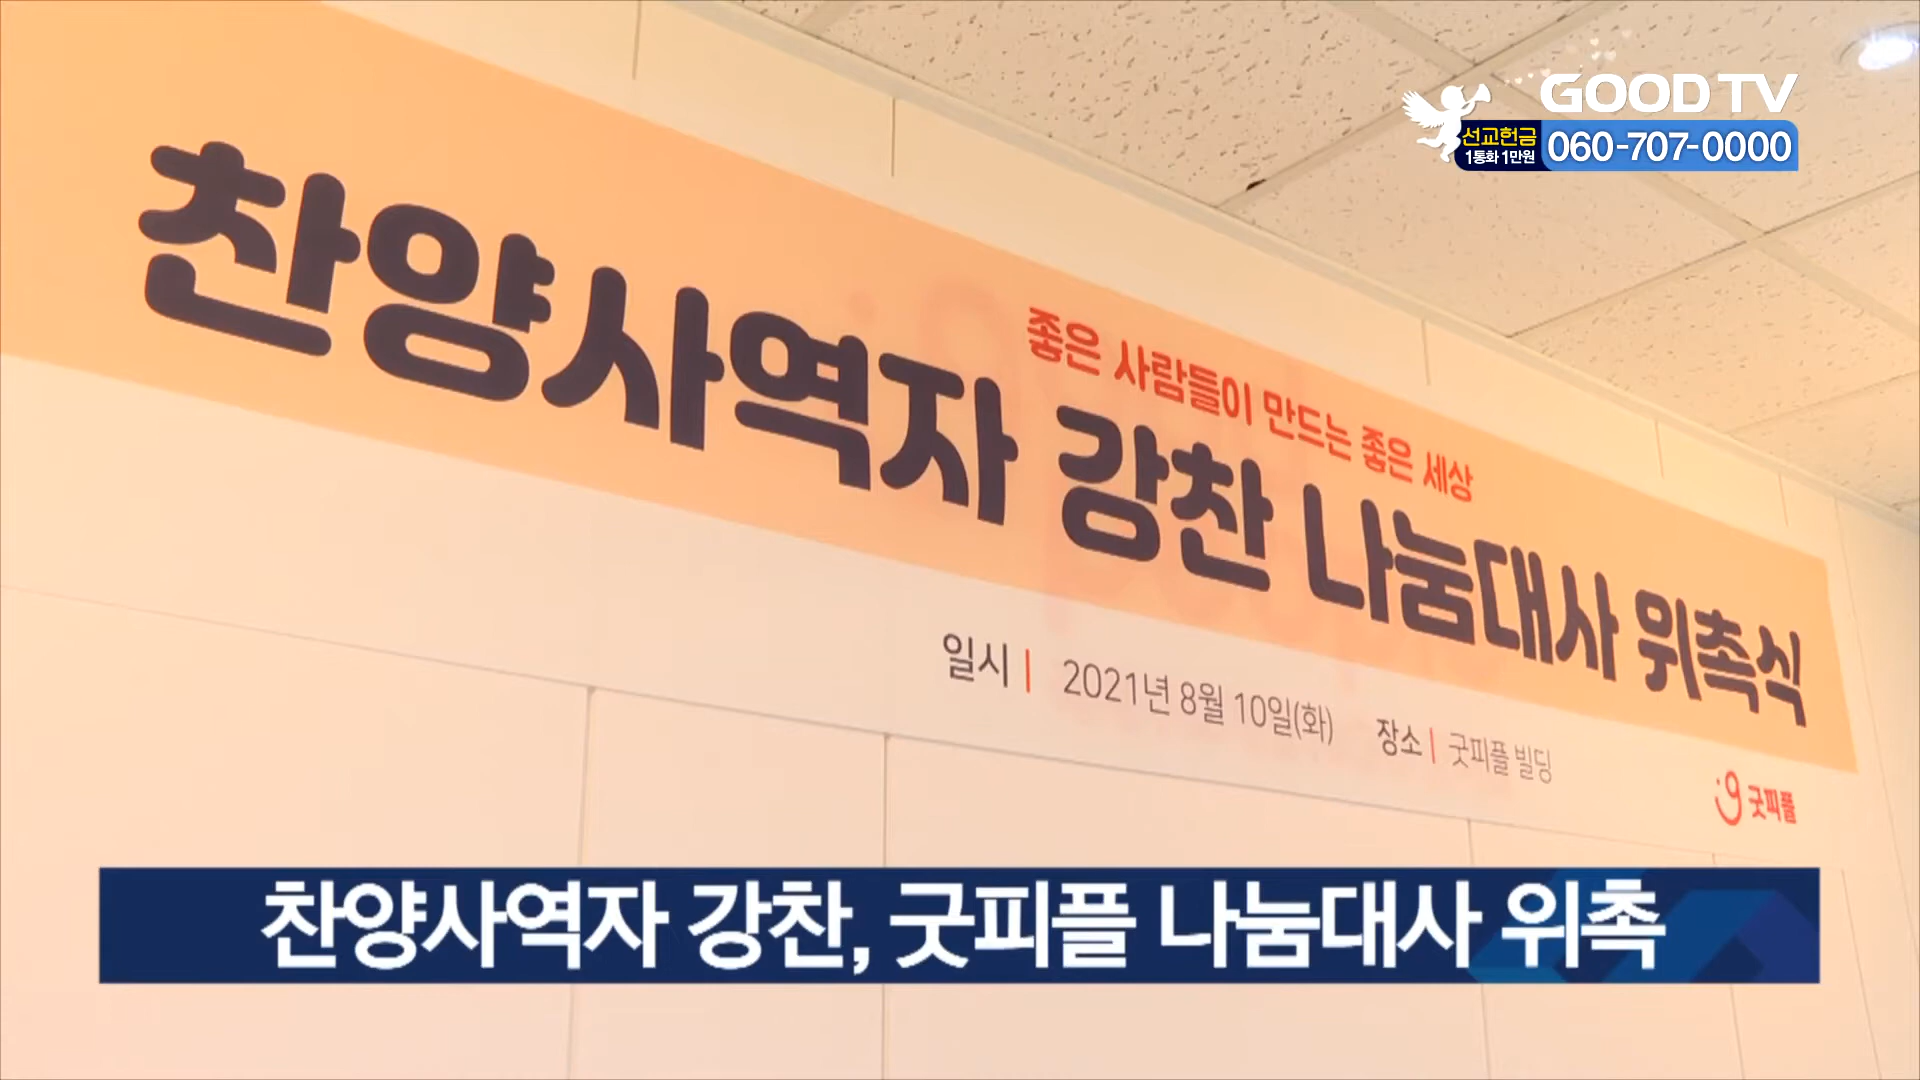 GOOD TV
선교헌금
1통화 1만원
060-707-0000
좋은 사람들이 만드는 좋은 세상
찬양사역자 강찬 나눔대사 위촉식
일시 | 2021년 8월 10일(화) 장소 | 굿피플 빌딩
굿피플
찬양사역자 강찬, 굿피플 나눔대사 위촉